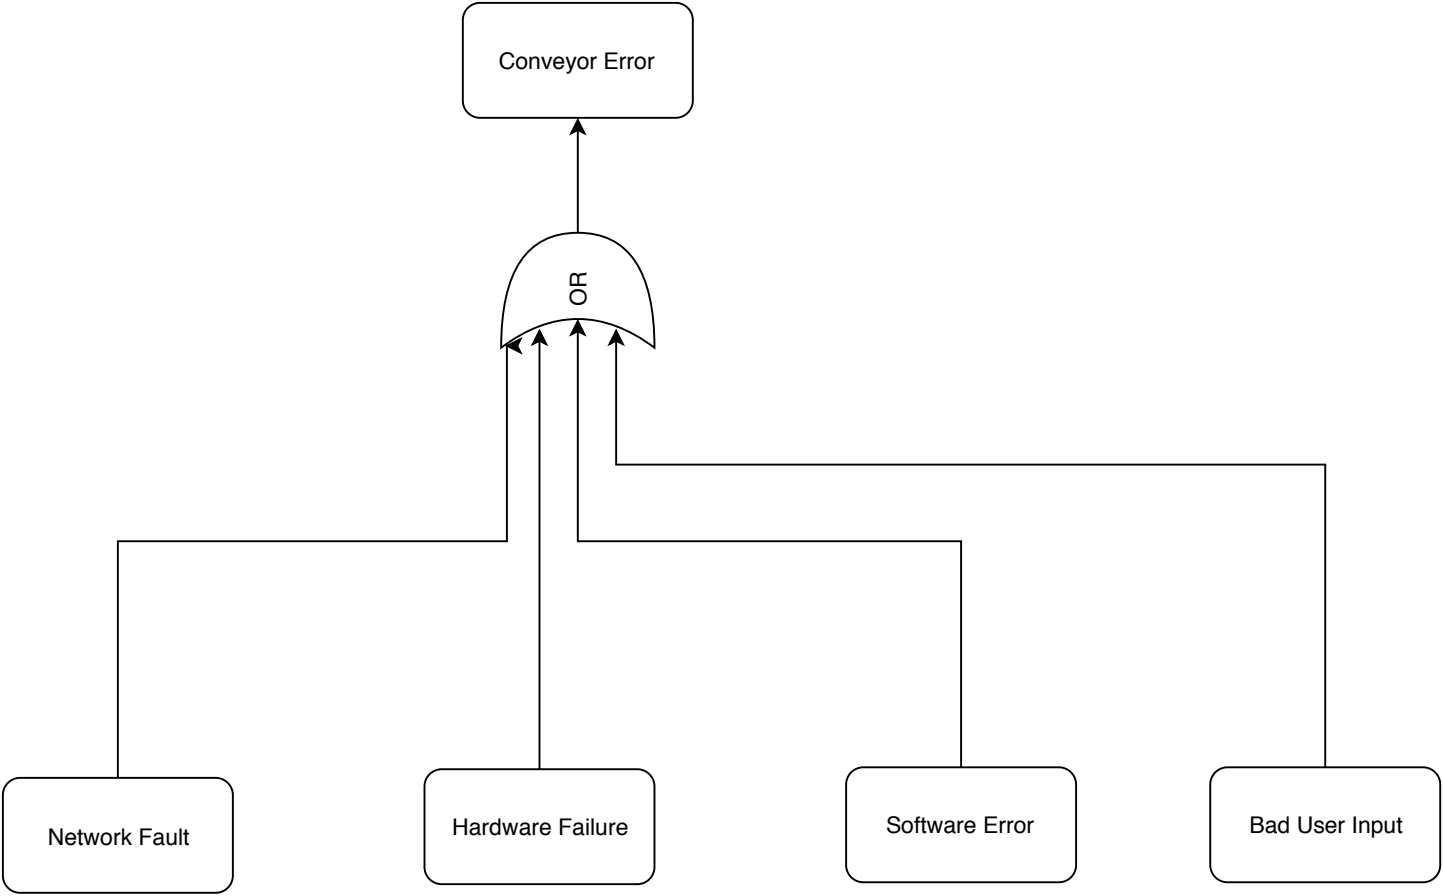 Conveyor Error
OR
Network Fault
Hardware Failure
Software Error
Bad User Input